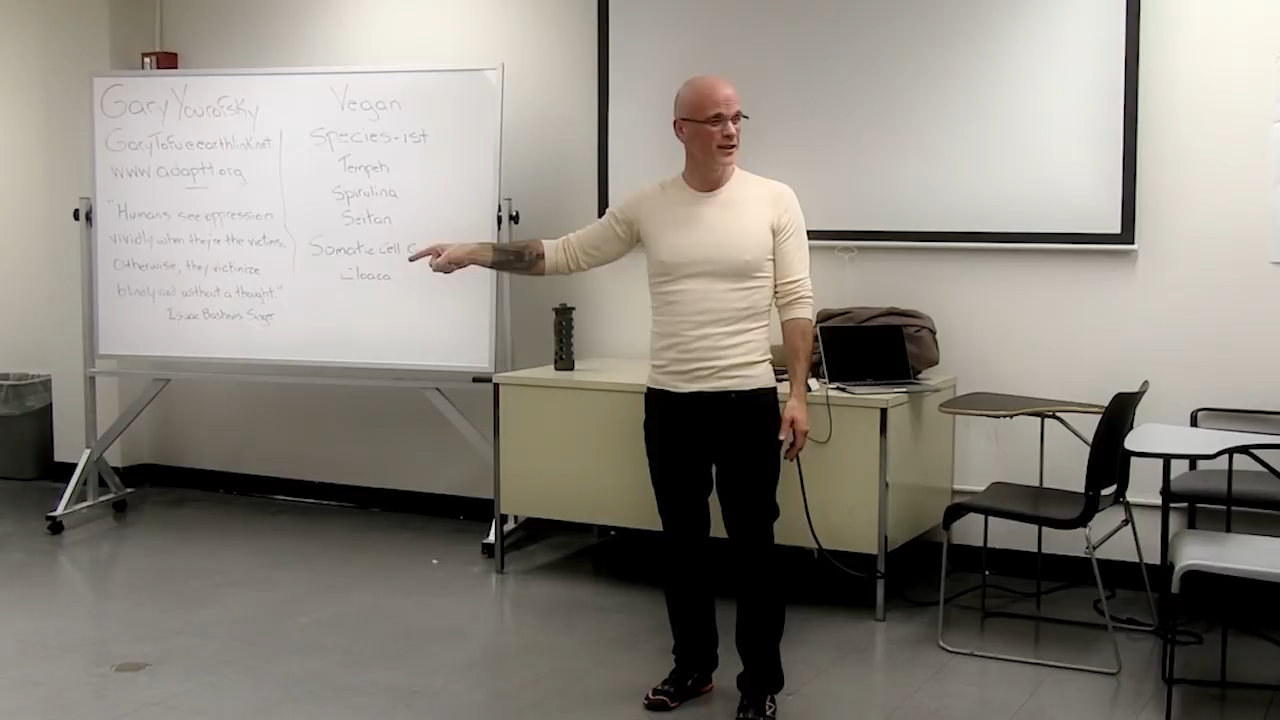 Gary Yourofsky
GaryTofu@earthlink.net
www.adaptt.org
"Humans see oppression
vividly when they're the victims.
Otherwise, they victimize
blindly and without a thought."
Isaac Bashevis Singer
Vegan
Species-ist
Tempeh
Spirulina
Seitan
Somatic Cell
Cloaca